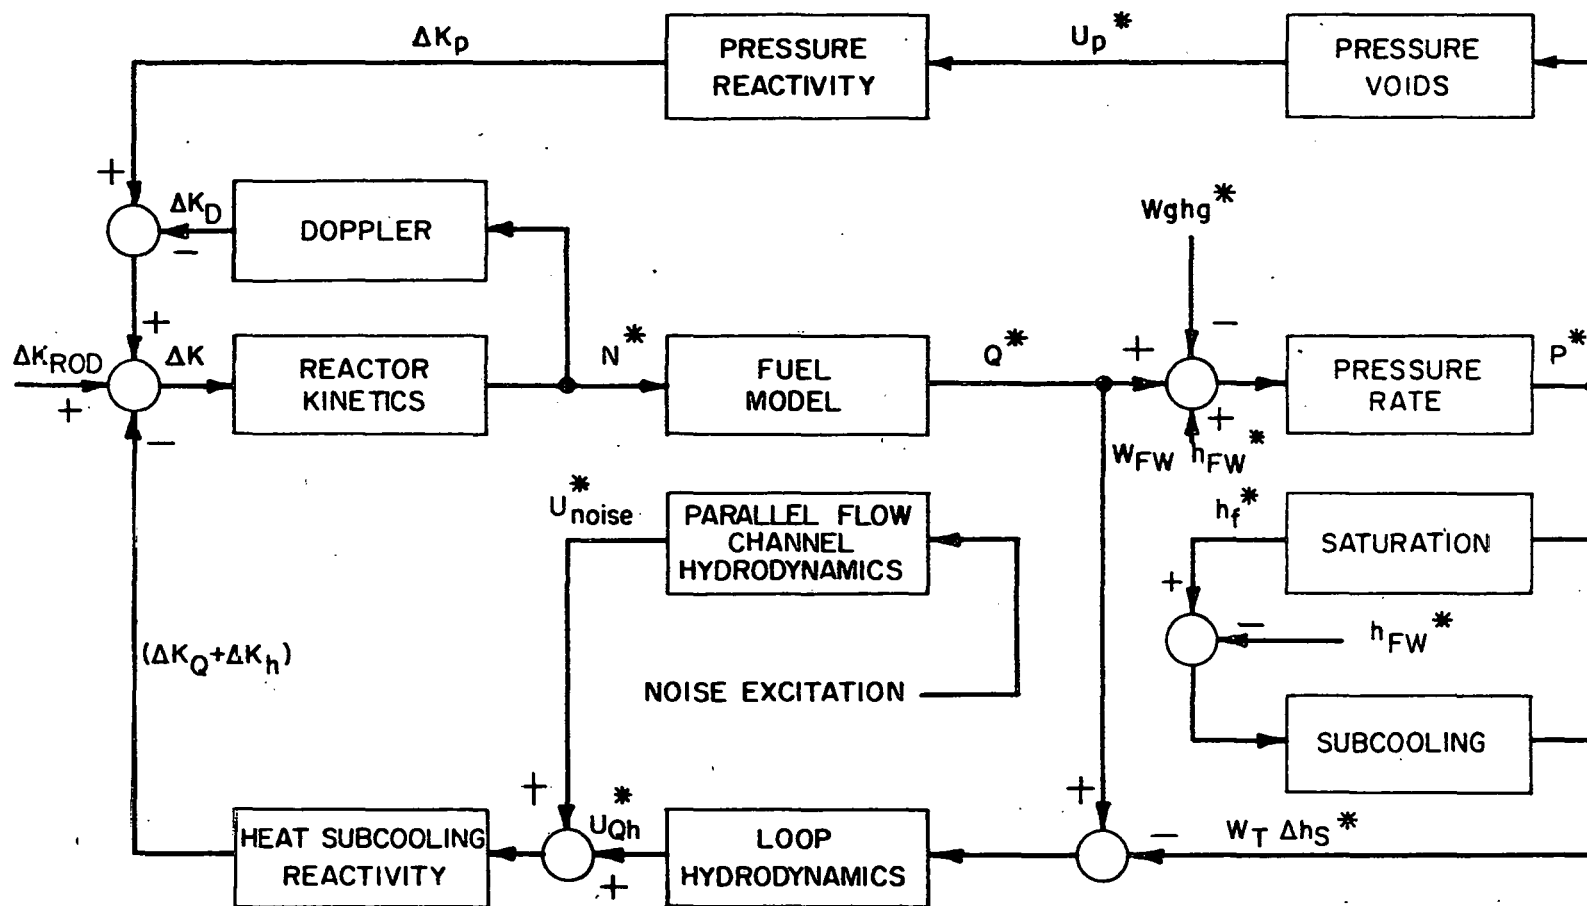 ΔKp
PRESSURE
REACTIVITY
Up*
PRESSURE
VOIDS
+
ΔKD
−
DOPPLER
Wghg*
−
+
ΔKROD
+
ΔK
REACTOR
KINETICS
N*
FUEL
MODEL
Q*
+
PRESSURE
RATE
P*
−
+
WFW hFW*
U*noise
PARALLEL FLOW
CHANNEL
HYDRODYNAMICS
hf*
SATURATION
+
−
hFW*
(ΔKQ+ΔKh)
NOISE EXCITATION
SUBCOOLING
+
+
HEAT SUBCOOLING
REACTIVITY
UQh*
+
LOOP
HYDRODYNAMICS
−
WT ΔhS*